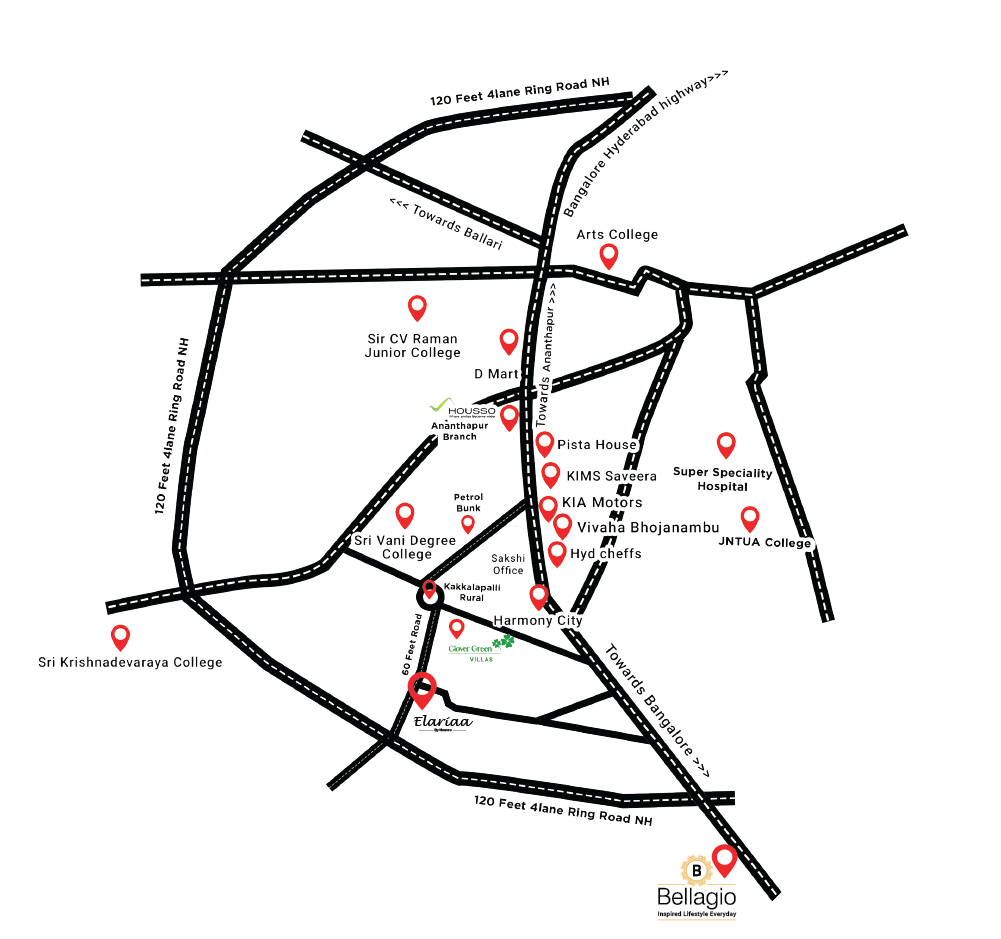 120 Feet 4lane Ring Road NH
Bangalore Hyderabad highway>>>
<<< Towards Ballari
Arts College
Sir CV Raman
Junior College
D Mart
Towards Ananthapur >>>
120 Feet 4lane Ring Road NH
HOUSSO
Ananthapur
Branch
Pista House
KIMS Saveera
Super Speciality
Hospital
KIA Motors
Petrol
Bunk
Vivaha Bhojanambu
Sri Vani Degree
College
JNTUA College
Hyd cheffs
Sakshi
Office
Kakkalapalli
Rural
Harmony City
60 Feet Road
Glover Green
VILLAS
Sri Krishnadevaraya College
Elariaa
Towards Bangalore >>>
120 Feet 4lane Ring Road NH
B
Bellagio
Inspired Lifestyle Everyday